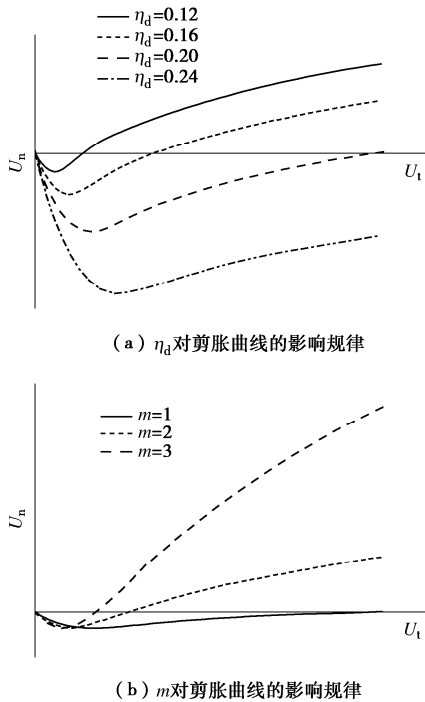 η_d=0.12
η_d=0.16
η_d=0.20
η_d=0.24
U_n
U_t
（a）η_d对剪胀曲线的影响规律
m=1
m=2
m=3
U_n
U_t
（b）m对剪胀曲线的影响规律